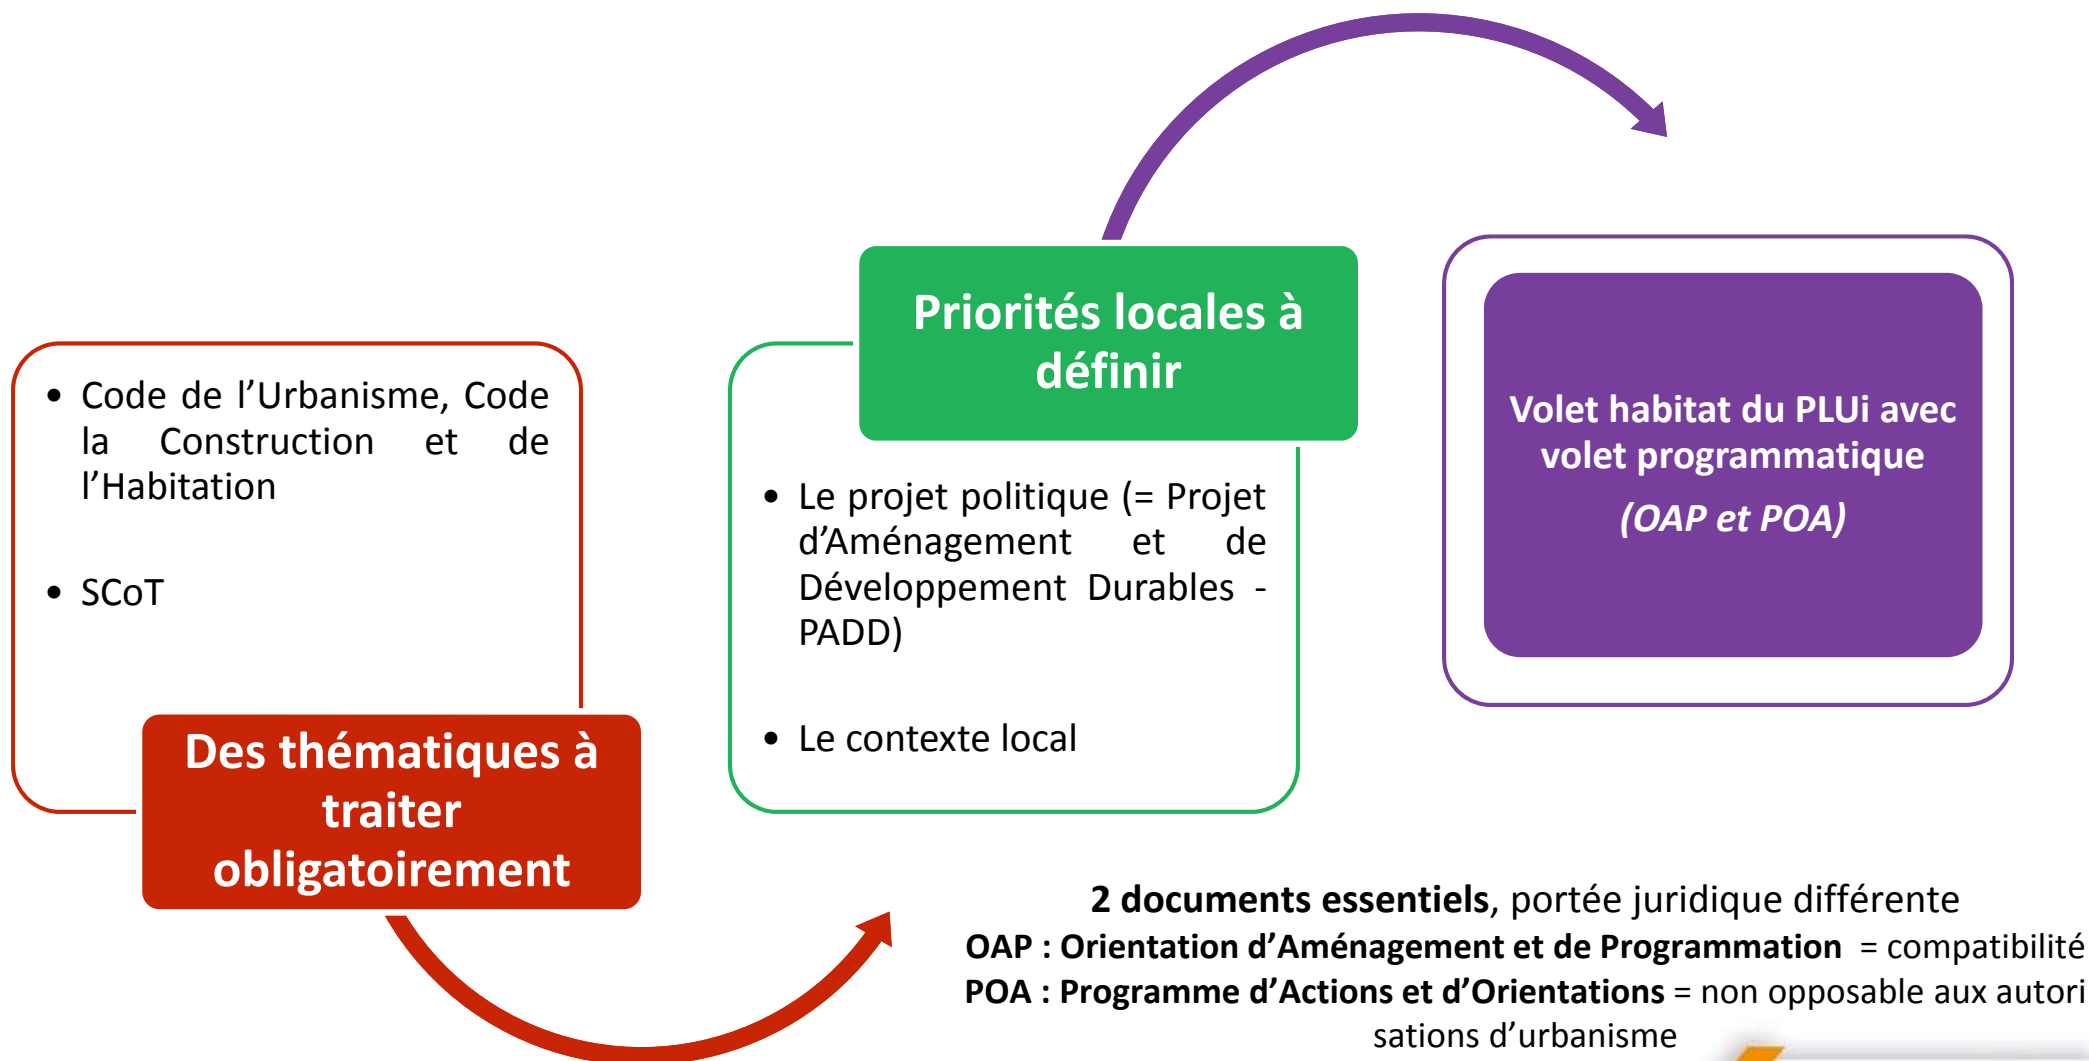 • Code de l’Urbanisme, Code
la Construction et de
l’Habitation
• SCoT
Des thématiques à
traiter
obligatoirement
Priorités locales à
définir
• Le projet politique (= Projet
d’Aménagement et de
Développement Durables -
PADD)
• Le contexte local
Volet habitat du PLUi avec
volet programmatique
(OAP et POA)
2 documents essentiels, portée juridique différente
OAP : Orientation d’Aménagement et de Programmation = compatibilité
POA : Programme d’Actions et d’Orientations = non opposable aux autori
sations d’urbanisme